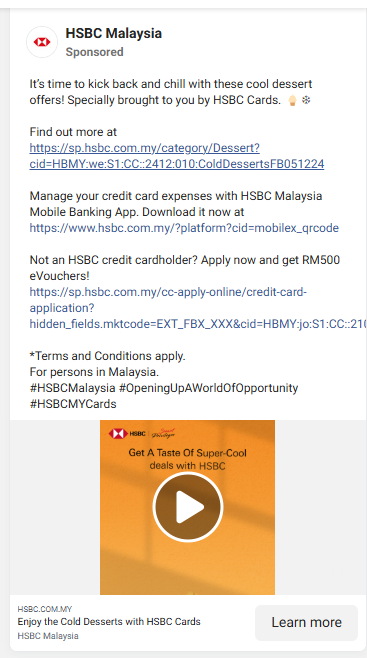 HSBC Malaysia
Sponsored
It's time to kick back and chill with these cool dessert
offers! Specially brought to you by HSBC Cards. 🍦 ❄
Find out more at
https://sp.hsbc.com.my/category/Dessert?
cid=HBMY:we:S1:CC::2412:010:ColdDessertsFB051224
Manage your credit card expenses with HSBC Malaysia
Mobile Banking App. Download it now at
https://www.hsbc.com.my/?platform?cid=mobilex_qrcode
Not an HSBC credit cardholder? Apply now and get RM500
eVouchers!
https://sp.hsbc.com.my/cc-apply-online/credit-card-
application?
hidden_fields.mktcode=EXT_FBX_XXX&cid=HBMY:jo:S1:CC::210
*Terms and Conditions apply.
For persons in Malaysia.
#HSBCMalaysia #OpeningUpAWorldOfOpportunity
#HSBCMYCards
HSBC
Get A Taste Of Super-Cool
deals with HSBC
HSBC.COM.MY
Enjoy the Cold Desserts with HSBC Cards
HSBC Malaysia
Learn more